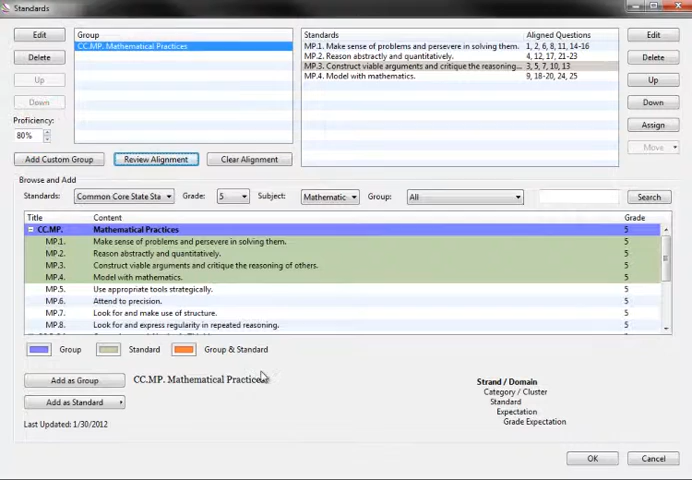 Standards
Edit
Group
Standards
Aligned Questions
Edit
CC.MP. Mathematical Practices
MP.1. Make sense of problems and persevere in solving them.
1, 2, 6, 8, 11, 14-16
Delete
MP.2. Reason abstractly and quantitatively.
4, 12, 17, 21-23
Delete
MP.3. Construct viable arguments and critique the reasoning...
3, 5, 7, 10, 13
Up
MP.4. Model with mathematics.
9, 18-20, 24, 25
Up
Down
Down
Proficiency:
80%
Assign
Add Custom Group
Review Alignment
Clear Alignment
Move
Browse and Add
Standards:
Common Core State Sta
Grade:
5
Subject:
Mathematic
Group:
All
Search
Title
Content
Grade
CC.MP.
Mathematical Practices
5
MP.1.
Make sense of problems and persevere in solving them.
5
MP.2.
Reason abstractly and quantitatively.
5
MP.3.
Construct viable arguments and critique the reasoning of others.
5
MP.4.
Model with mathematics.
5
MP.5.
Use appropriate tools strategically.
5
MP.6.
Attend to precision.
5
MP.7.
Look for and make use of structure.
5
MP.8.
Look for and express regularity in repeated reasoning.
5
Group
Standard
Group & Standard
Add as Group
CC.MP. Mathematical Practices
Strand / Domain
Category / Cluster
Standard
Expectation
Grade Expectation
Add as Standard
Last Updated: 1/30/2012
OK
Cancel